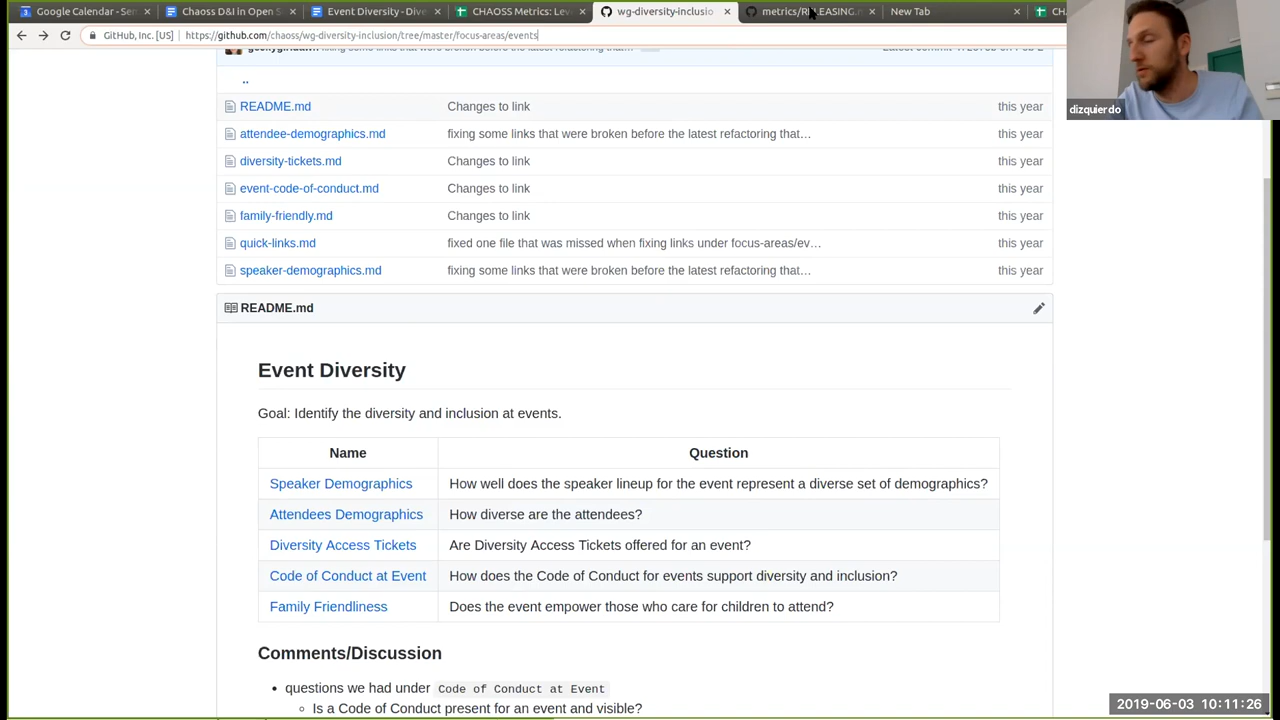 Google Calendar - Sem
Chaoss D&I in Open S
Event Diversity - Dive
CHAOSS Metrics: Lev
wg-diversity-inclusio
metrics/RELEASING.m
New Tab
CH
GitHub, Inc. [US]
https://github.com/chaoss/wg-diversity-inclusion/tree/master/focus-areas/events
dizquierdo
..
README.md Changes to link this year
attendee-demographics.md fixing some links that were broken before the latest refactoring that… this year
diversity-tickets.md Changes to link this year
event-code-of-conduct.md Changes to link this year
family-friendly.md Changes to link this year
quick-links.md fixed one file that was missed when fixing links under focus-areas/ev… this year
speaker-demographics.md fixing some links that were broken before the latest refactoring that… this year
README.md
Event Diversity
Goal: Identify the diversity and inclusion at events.
Name Question
Speaker Demographics How well does the speaker lineup for the event represent a diverse set of demographics?
Attendees Demographics How diverse are the attendees?
Diversity Access Tickets Are Diversity Access Tickets offered for an event?
Code of Conduct at Event How does the Code of Conduct for events support diversity and inclusion?
Family Friendliness Does the event empower those who care for children to attend?
Comments/Discussion
• questions we had under Code of Conduct at Event
◦ Is a Code of Conduct present for an event and visible?
2019-06-03 10:11:26